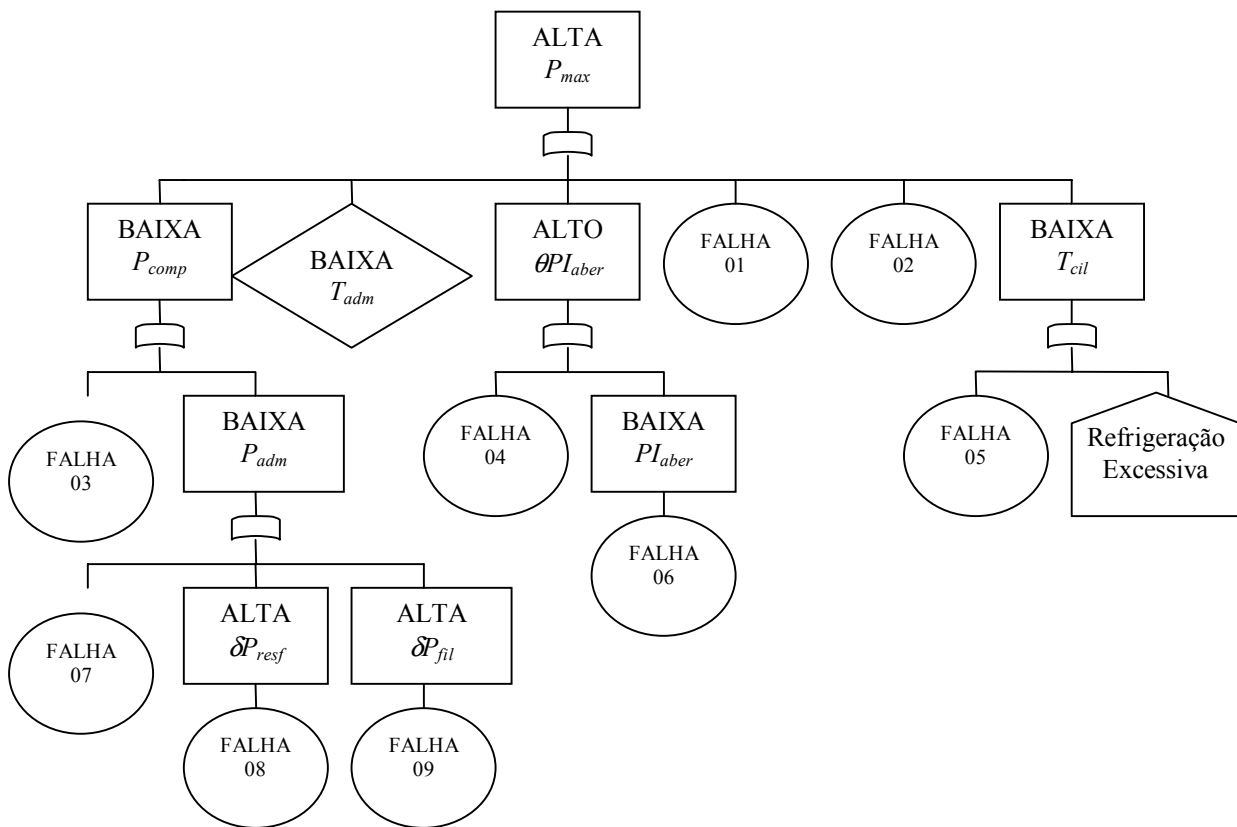 ALTA
Pmax
BAIXA
Pcomp
BAIXA
Tadm
ALTO
θPIaber
FALHA
01
FALHA
02
BAIXA
Tcil
FALHA
03
BAIXA
Padm
FALHA
04
BAIXA
PIaber
FALHA
05
Refrigeração
Excessiva
FALHA
06
FALHA
07
ALTA
δPresf
ALTA
δPfil
FALHA
08
FALHA
09